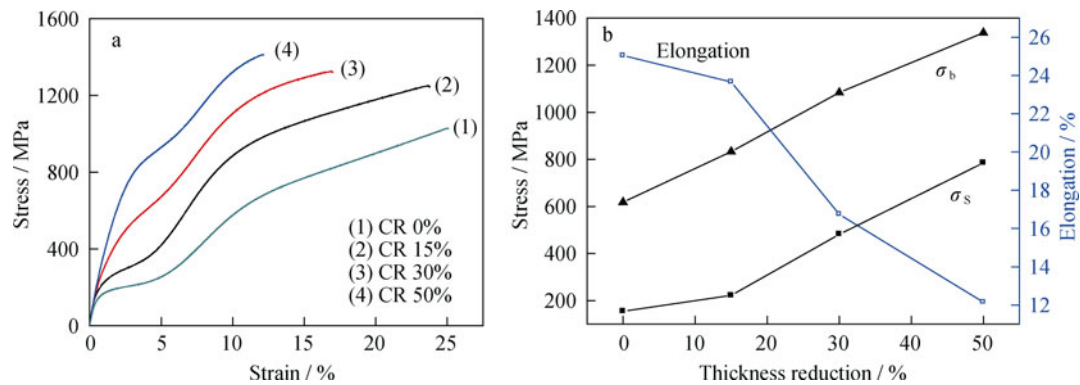 a
1600
1200
800
400
0
Stress / MPa
0 5 10 15 20 25
Strain / %
(4)
(3)
(2)
(1)
(1) CR 0%
(2) CR 15%
(3) CR 30%
(4) CR 50%
b
1400
1200
1000
800
600
400
200
Stress / MPa
0 10 20 30 40 50
Thickness reduction / %
Elongation
σb
σS
26
24
22
20
18
16
14
12
Elongation / %